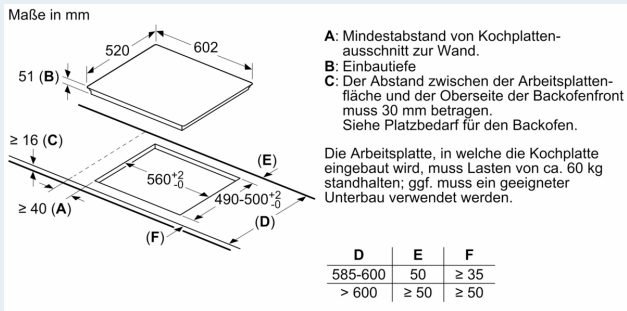 Maße in mm
520
602
51 (B)
≥ 16 (C)
≥ 40 (A)
560+2-0
490-500+2-0
(E)
(D)
(F)
A: Mindestabstand von Kochplatten-
ausschnitt zur Wand.
B: Einbautiefe
C: Der Abstand zwischen der Arbeitsplatten-
fläche und der Oberseite der Backofenfront
muss 30 mm betragen.
Siehe Platzbedarf für den Backofen.
Die Arbeitsplatte, in welche die Kochplatte
eingebaut wird, muss Lasten von ca. 60 kg
standhalten; ggf. muss ein geeigneter
Unterbau verwendet werden.
D E F
585-600 50 ≥ 35
> 600 ≥ 50 ≥ 50